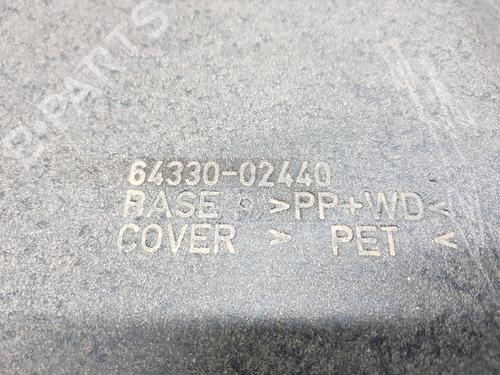 B-PARTS
64330-02440
BASE >PP+WD<
COVER > PET <